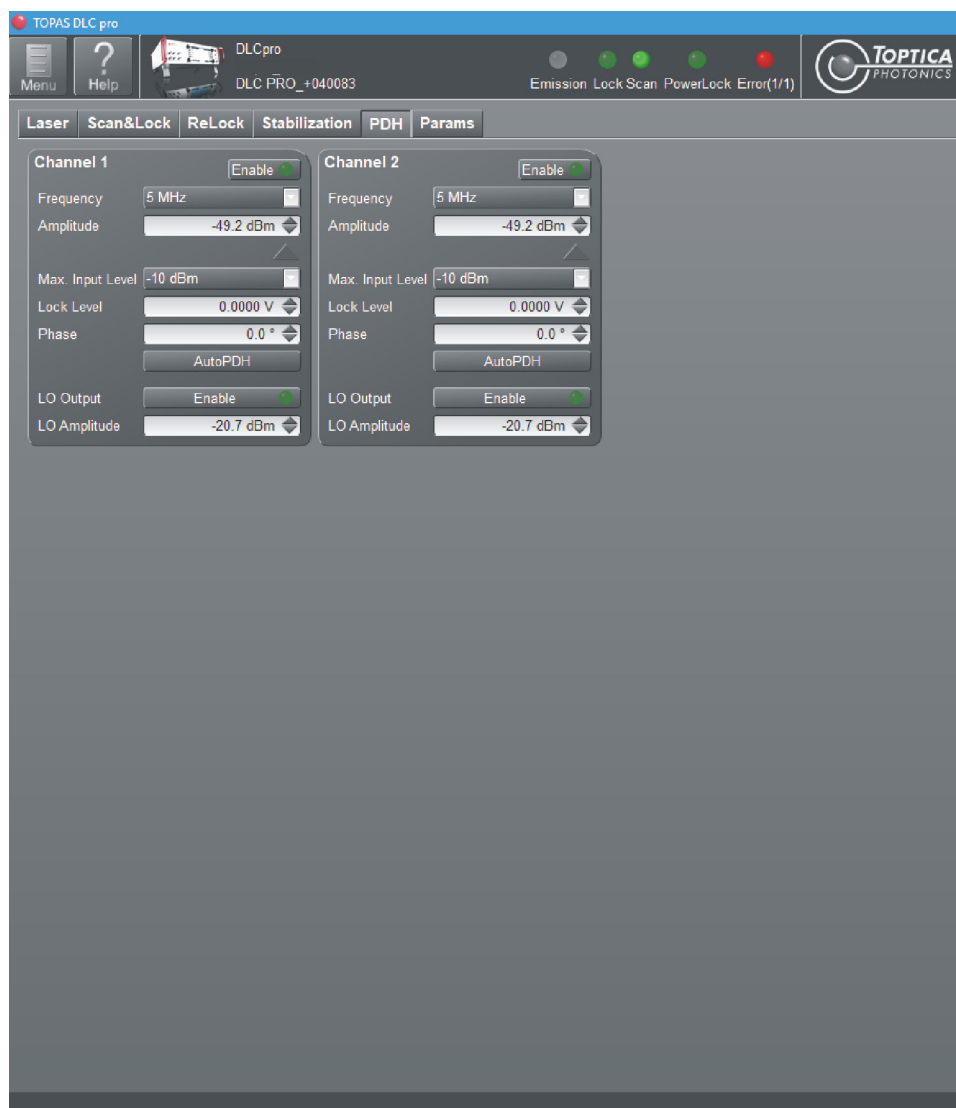 TOPAS DLC pro
Menu
Help
DLCpro
DLC PRO_+040083
Emission Lock Scan PowerLock Error(1/1)
TOPTICA
PHOTONICS
Laser Scan&Lock ReLock Stabilization PDH Params
Channel 1
Enable
Frequency 5 MHz
Amplitude -49.2 dBm
Max. Input Level -10 dBm
Lock Level 0.0000 V
Phase 0.0 °
AutoPDH
LO Output Enable
LO Amplitude -20.7 dBm
Channel 2
Enable
Frequency 5 MHz
Amplitude -49.2 dBm
Max. Input Level -10 dBm
Lock Level 0.0000 V
Phase 0.0 °
AutoPDH
LO Output Enable
LO Amplitude -20.7 dBm